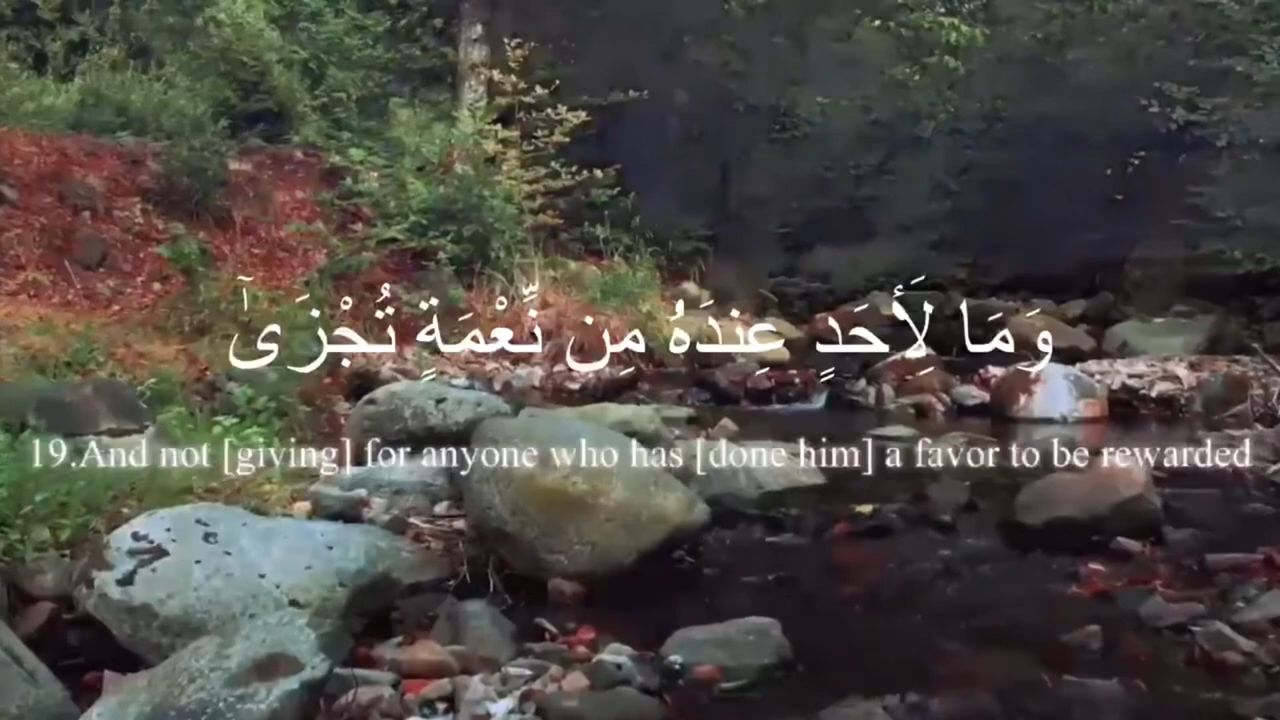 وَمَا لِأَحَدٍ عِندَهُۥ مِن نِّعْمَةٍ تُجْزَىٰٓ
19.And not [giving] for anyone who has [done him] a favor to be rewarded